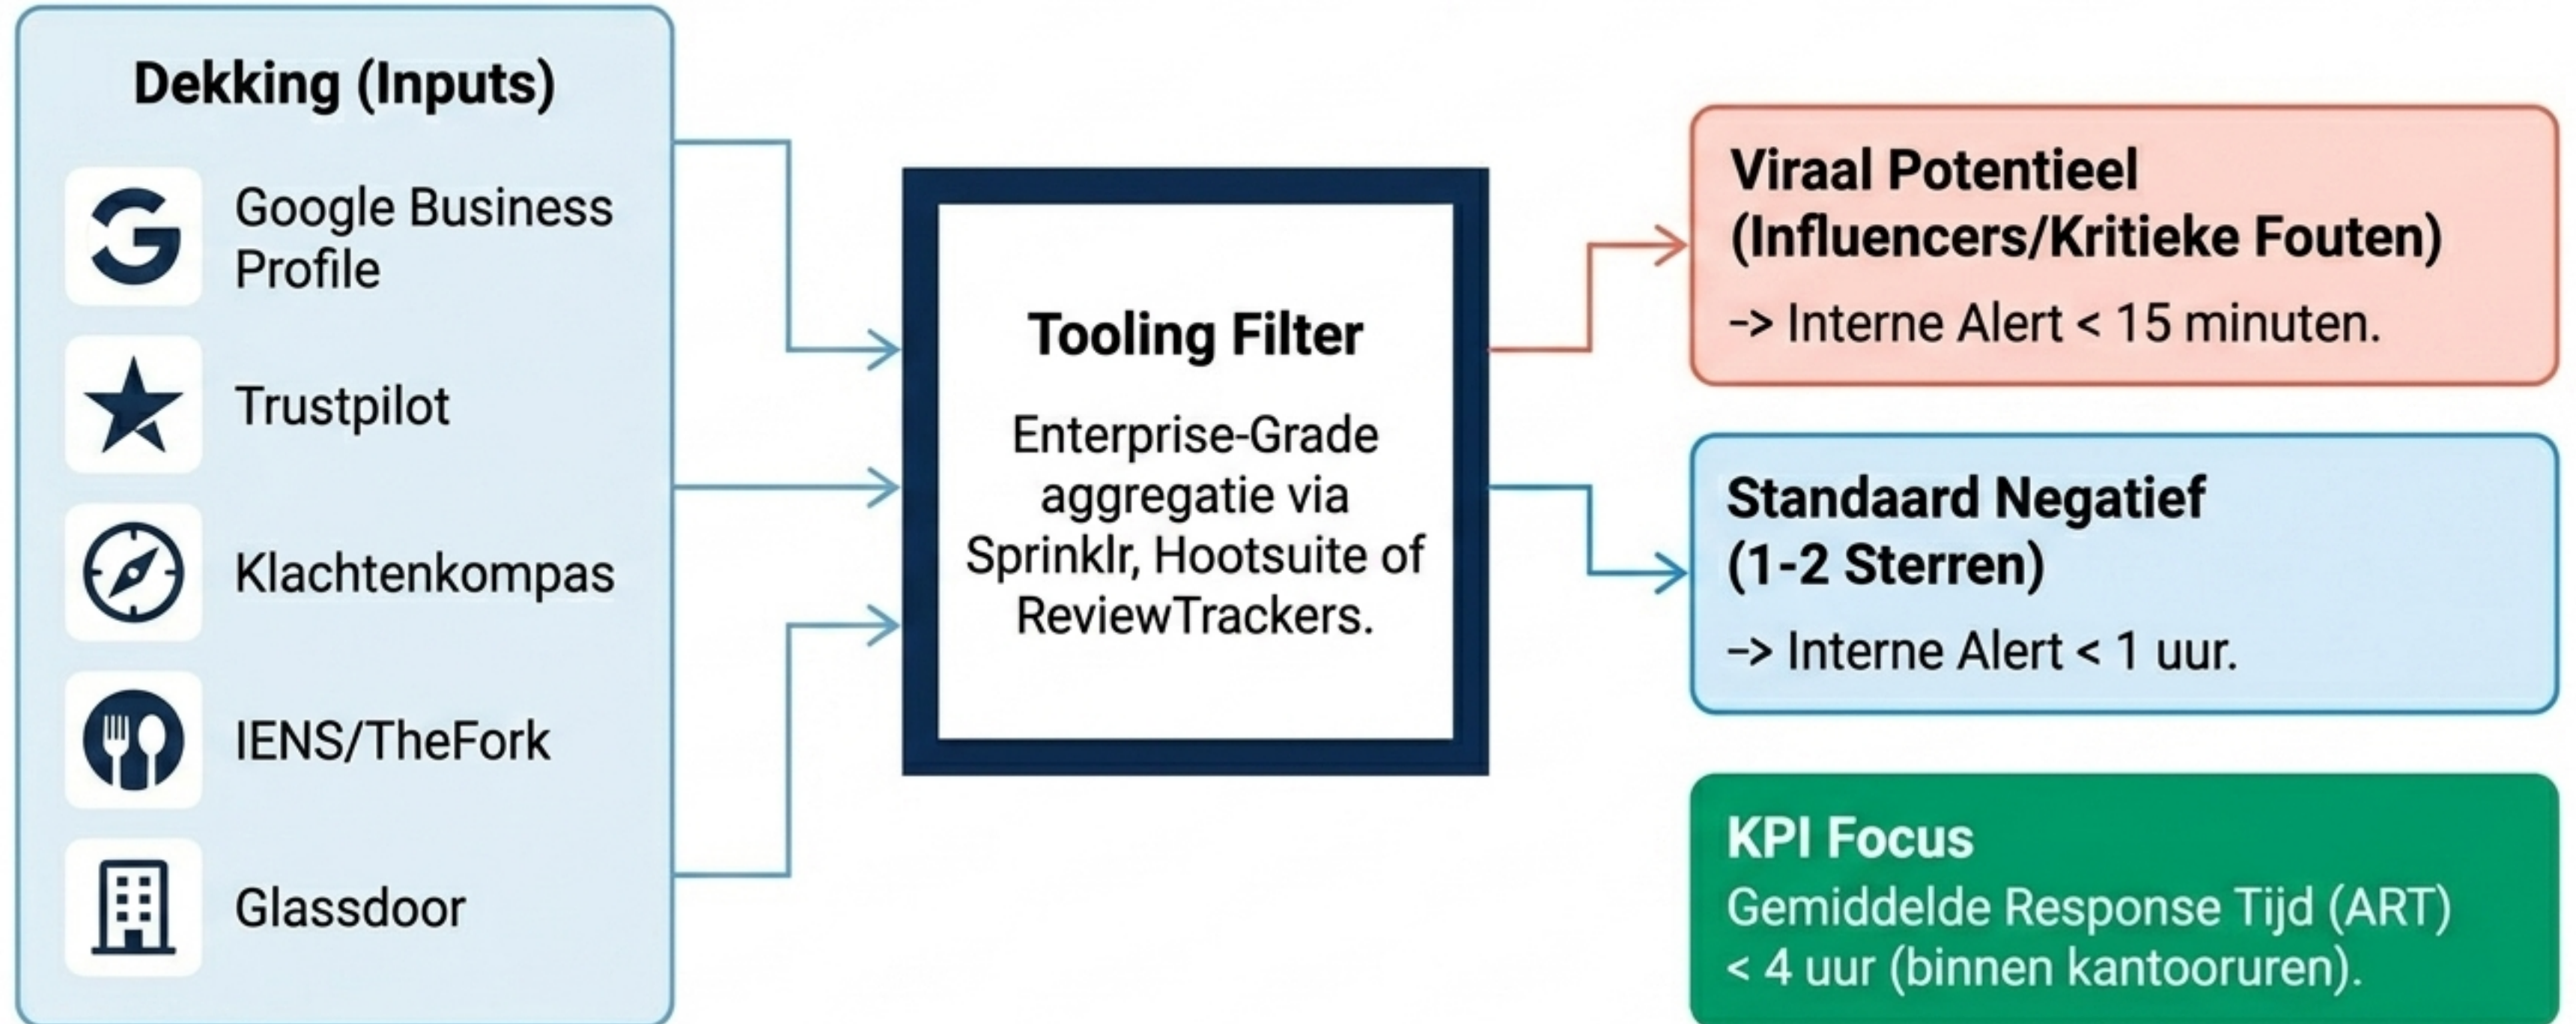 Dekking (Inputs)
Google Business
Profile
Trustpilot
Klachtenkompas
IENS/TheFork
Glassdoor
Tooling Filter
Enterprise-Grade
aggregatie via
Sprinklr, Hootsuite of
ReviewTrackers.
Viraal Potentieel
(Influencers/Kritieke Fouten)
–> Interne Alert < 15 minuten.
Standaard Negatief
(1-2 Sterren)
–> Interne Alert < 1 uur.
KPI Focus
Gemiddelde Response Tijd (ART)
< 4 uur (binnen kantooruren).